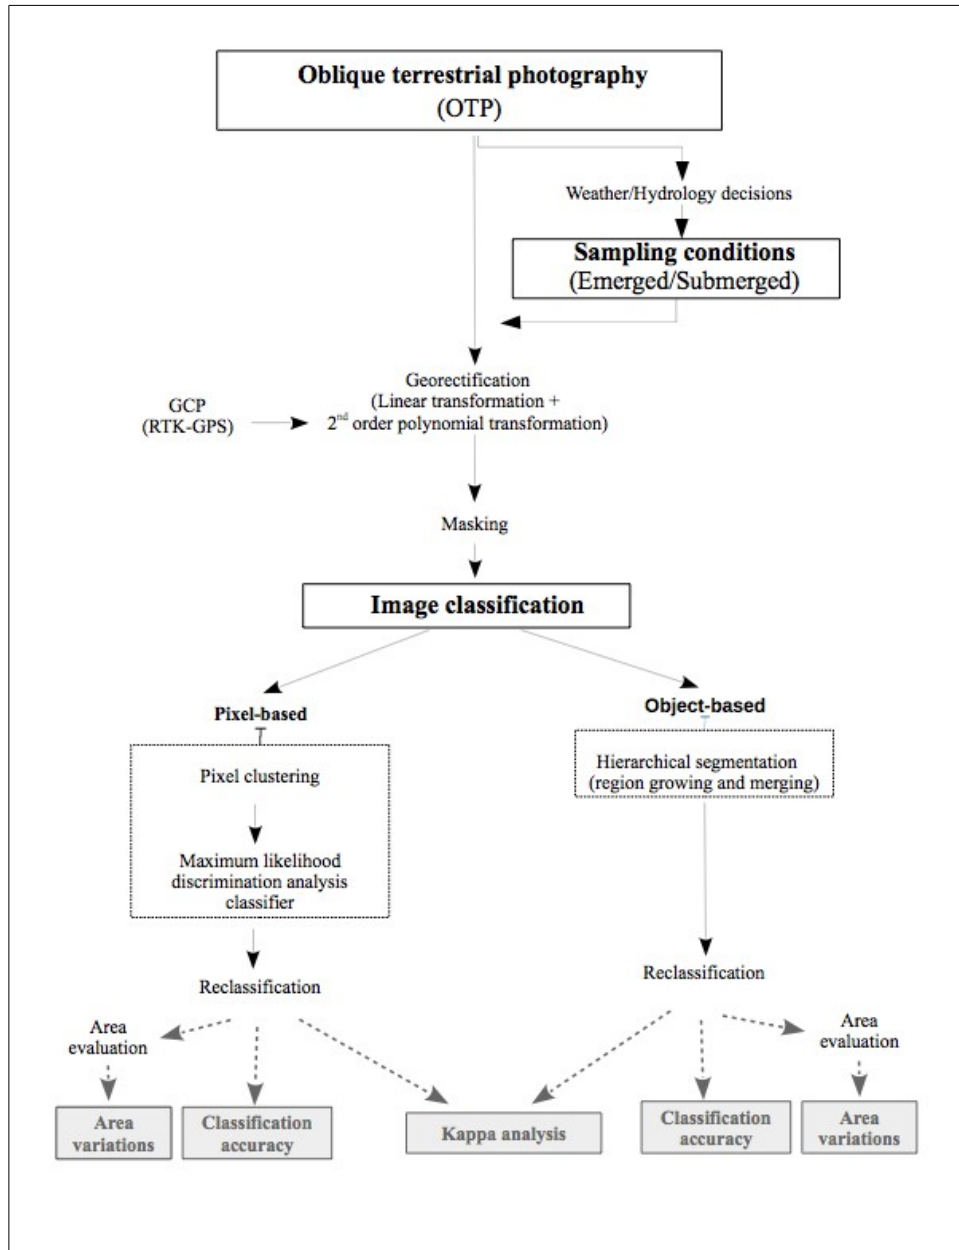 Oblique terrestrial photography
(OTP)
Weather/Hydrology decisions
Sampling conditions
(Emerged/Submerged)
Georectification
(Linear transformation +
2nd order polynomial transformation)
GCP
(RTK-GPS)
Masking
Image classification
Pixel-based
Pixel clustering
Maximum likelihood
discrimination analysis
classifier
Reclassification
Object-based
Hierarchical segmentation
(region growing and merging)
Reclassification
Area
evaluation
Area
variations
Classification
accuracy
Kappa analysis
Classification
accuracy
Area
evaluation
Area
variations